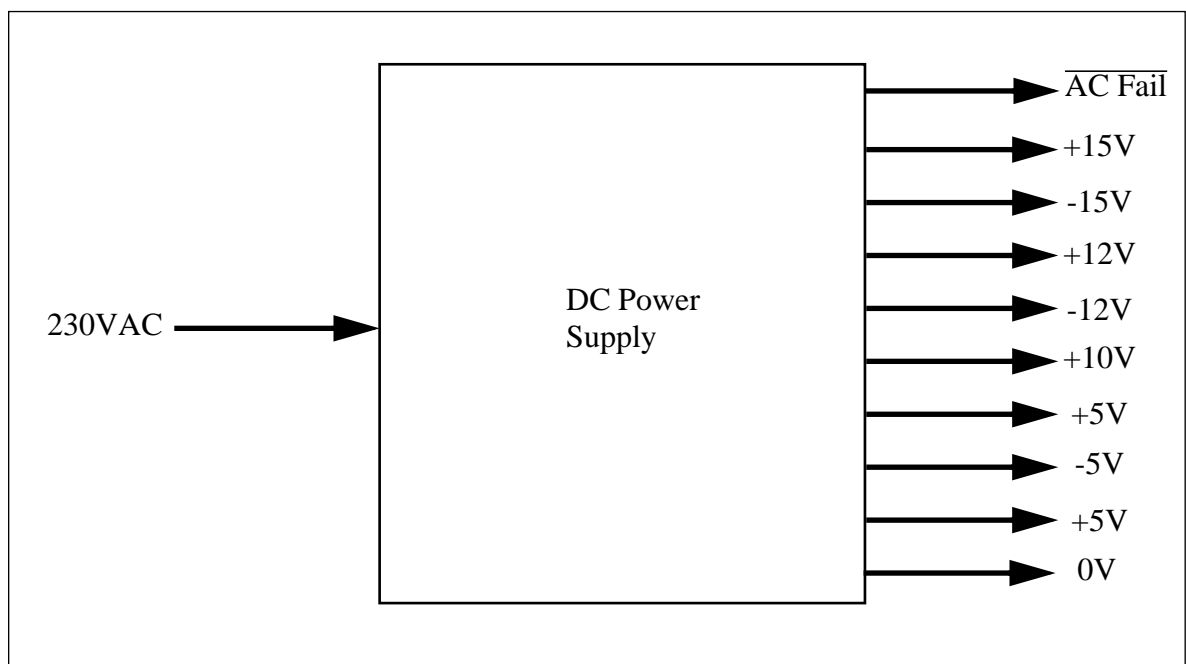 AC Fail
+15V
-15V
+12V
-12V
+10V
+5V
-5V
+5V
0V
230VAC
DC Power
Supply